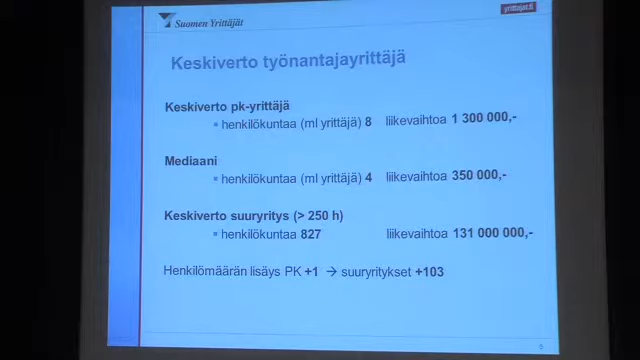 Suomen Yrittäjät
yrittajat.fi
Keskiverto työnantajayrittäjä
Keskiverto pk-yrittäjä
▪ henkilökuntaa (ml yrittäjä) 8 liikevaihtoa 1 300 000,-
Mediaani
▪ henkilökuntaa (ml yrittäjä) 4 liikevaihtoa 350 000,-
Keskiverto suuryritys (> 250 h)
▪ henkilökuntaa 827 liikevaihtoa 131 000 000,-
Henkilömäärän lisäys PK +1 → suuryritykset +103